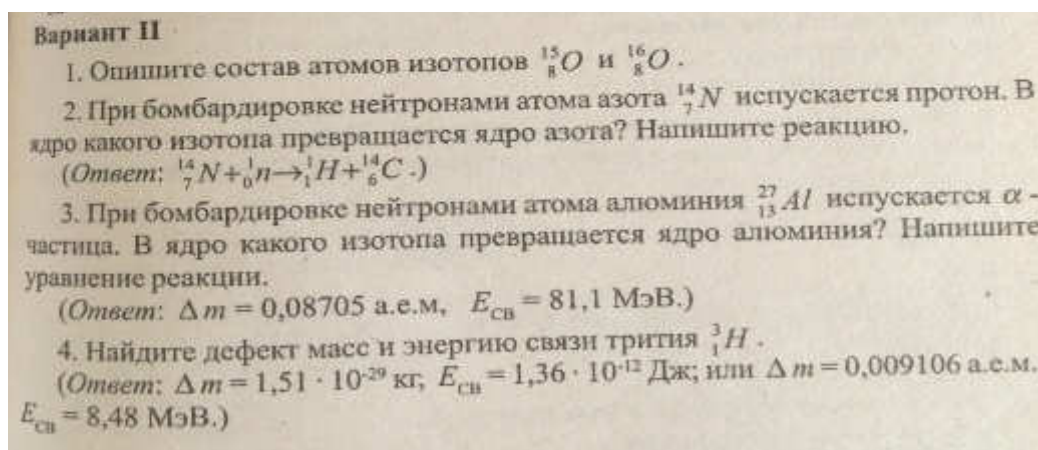 Вариант II
1. Опишите состав атомов изотопов ¹⁵₈O и ¹⁶₈O.
2. При бомбардировке нейтронами атома азота ¹⁴₇N испускается протон. В
ядро какого изотопа превращается ядро азота? Напишите реакцию.
(Ответ: ¹⁴₇N+¹₀n→¹₁H+¹⁴₆C.)
3. При бомбардировке нейтронами атома алюминия ²⁷₁₃Al испускается α -
частица. В ядро какого изотопа превращается ядро алюминия? Напишите
уравнение реакции.
(Ответ: Δm = 0,08705 а.е.м, Eсв = 81,1 МэВ.)
4. Найдите дефект масс и энергию связи трития ³₁H.
(Ответ: Δm = 1,51 · 10⁻²⁹ кг, Eсв = 1,36 · 10⁻¹² Дж; или Δm = 0,009106 а.е.м.
Eсв = 8,48 МэВ.)